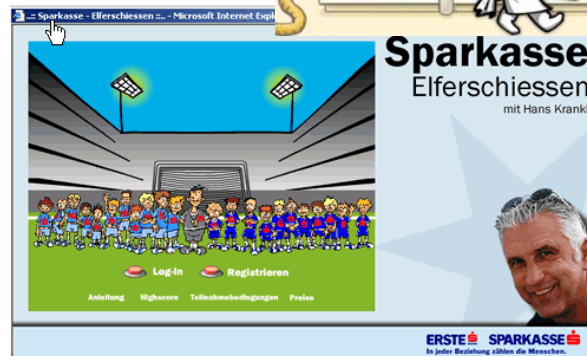 ..:: Sparkasse - Elferschiessen ::.. - Microsoft Internet Expl
Sparkasse
Elferschiessen
mit Hans Krankl
Log-In Registrieren
Anleitung Highscore Teilnahmebedingungen Preise
ERSTE SPARKASSE
In jeder Beziehung zählen die Menschen.